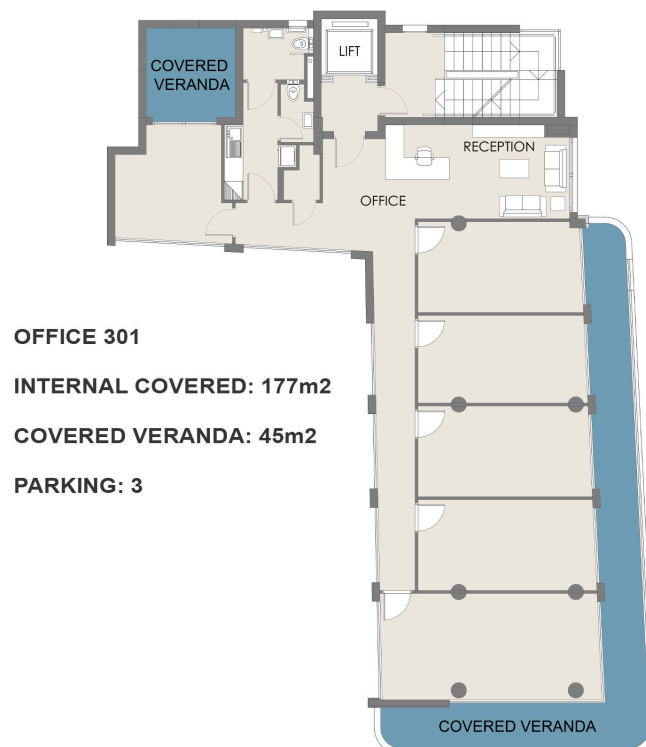 LIFT
COVERED
VERANDA
RECEPTION
OFFICE
OFFICE 301
INTERNAL COVERED: 177m2
COVERED VERANDA: 45m2
PARKING: 3
COVERED VERANDA